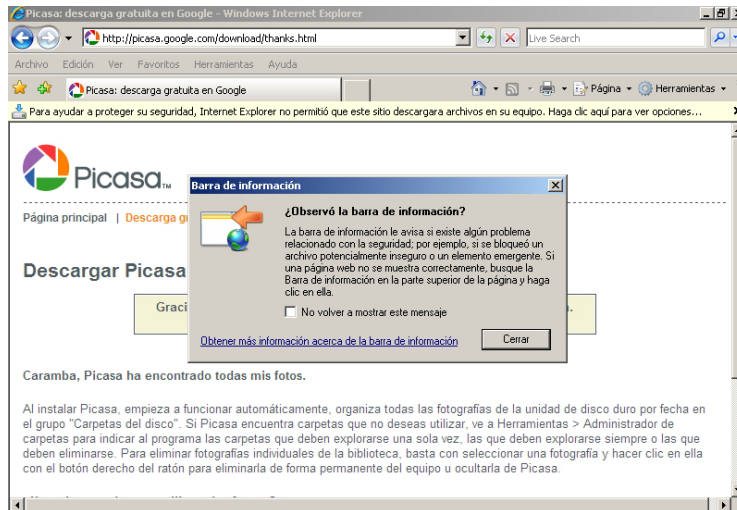 Picasa: descarga gratuita en Google - Windows Internet Explorer
http://picasa.google.com/download/thanks.html
Live Search
Archivo Edición Ver Favoritos Herramientas Ayuda
Picasa: descarga gratuita en Google
Página
Herramientas
Para ayudar a proteger su seguridad, Internet Explorer no permitió que este sitio descargara archivos en su equipo. Haga clic aquí para ver opciones...
Picasa™
Página principal | Descarga g
Descargar Picasa
Graci
Barra de información
¿Observó la barra de información?
La barra de información le avisa si existe algún problema
relacionado con la seguridad; por ejemplo, si se bloqueó un
archivo potencialmente inseguro o un elemento emergente. Si
una página web no se muestra correctamente, busque la
Barra de información en la parte superior de la página y haga
clic en ella.
No volver a mostrar este mensaje
Obtener más información acerca de la barra de información
Cerrar
Caramba, Picasa ha encontrado todas mis fotos.
Al instalar Picasa, empieza a funcionar automáticamente, organiza todas las fotografías de la unidad de disco duro por fecha en
el grupo "Carpetas del disco". Si Picasa encuentra carpetas que no deseas utilizar, ve a Herramientas > Administrador de
carpetas para indicar al programa las carpetas que deben explorarse una sola vez, las que deben explorarse siempre o las que
deben eliminarse. Para eliminar fotografías individuales de la biblioteca, basta con seleccionar una fotografía y hacer clic en ella
con el botón derecho del ratón para eliminarla de forma permanente del equipo u ocultarla de Picasa.